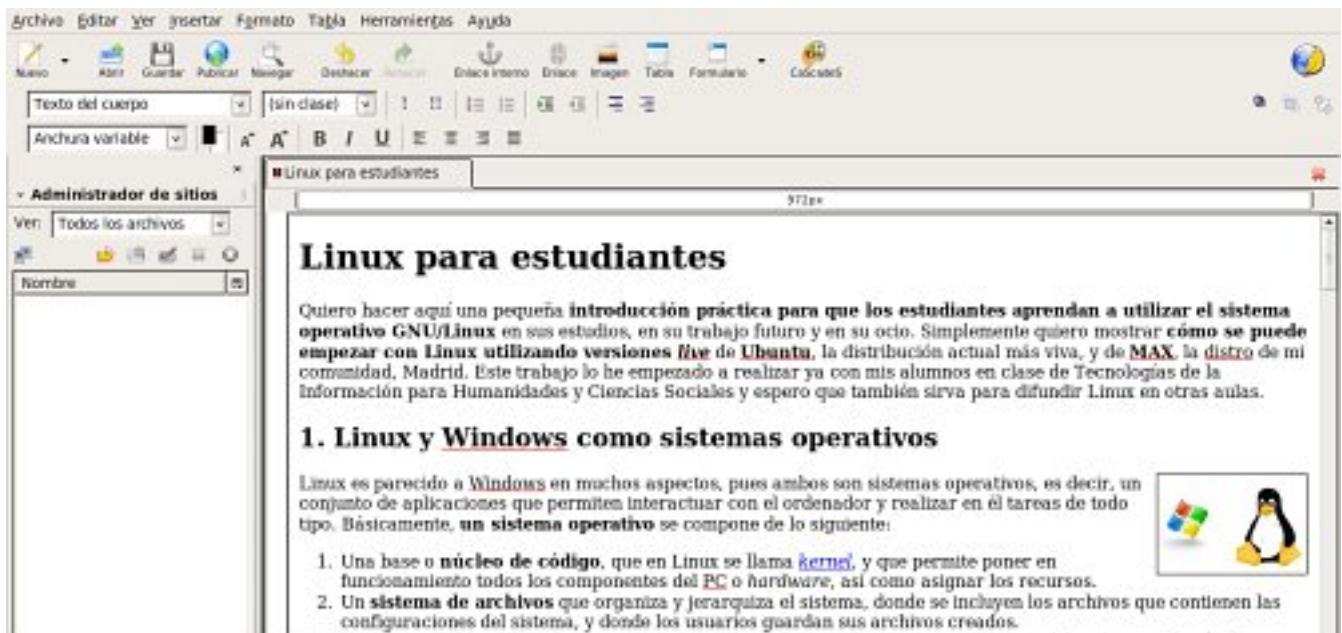 Archivo Editar Ver Insertar Formato Tabla Herramientas Ayuda
Nuevo Abrir Guardar Publicar Navegar Deshacer Rehacer Enlace interno Enlace Imagen Tabla Formulario CaScadeS
Texto del cuerpo (sin clase) ! !!
Anchura variable A A B I U
Linux para estudiantes
Administrador de sitios
972px
Ver: Todos los archivos
Nombre
Linux para estudiantes
Quiero hacer aquí una pequeña introducción práctica para que los estudiantes aprendan a utilizar el sistema
operativo GNU/Linux en sus estudios, en su trabajo futuro y en su ocio. Simplemente quiero mostrar cómo se puede
empezar con Linux utilizando versiones live de Ubuntu, la distribución actual más viva, y de MAX, la distro de mi
comunidad, Madrid. Este trabajo lo he empezado a realizar ya con mis alumnos en clase de Tecnologías de la
Información para Humanidades y Ciencias Sociales y espero que también sirva para difundir Linux en otras aulas.
1. Linux y Windows como sistemas operativos
Linux es parecido a Windows en muchos aspectos, pues ambos son sistemas operativos, es decir, un
conjunto de aplicaciones que permiten interactuar con el ordenador y realizar en él tareas de todo
tipo. Básicamente, un sistema operativo se compone de lo siguiente:
1. Una base o núcleo de código, que en Linux se llama kernel, y que permite poner en
funcionamiento todos los componentes del PC o hardware, así como asignar los recursos.
2. Un sistema de archivos que organiza y jerarquiza el sistema, donde se incluyen los archivos que contienen las
configuraciones del sistema, y donde los usuarios guardan sus archivos creados.